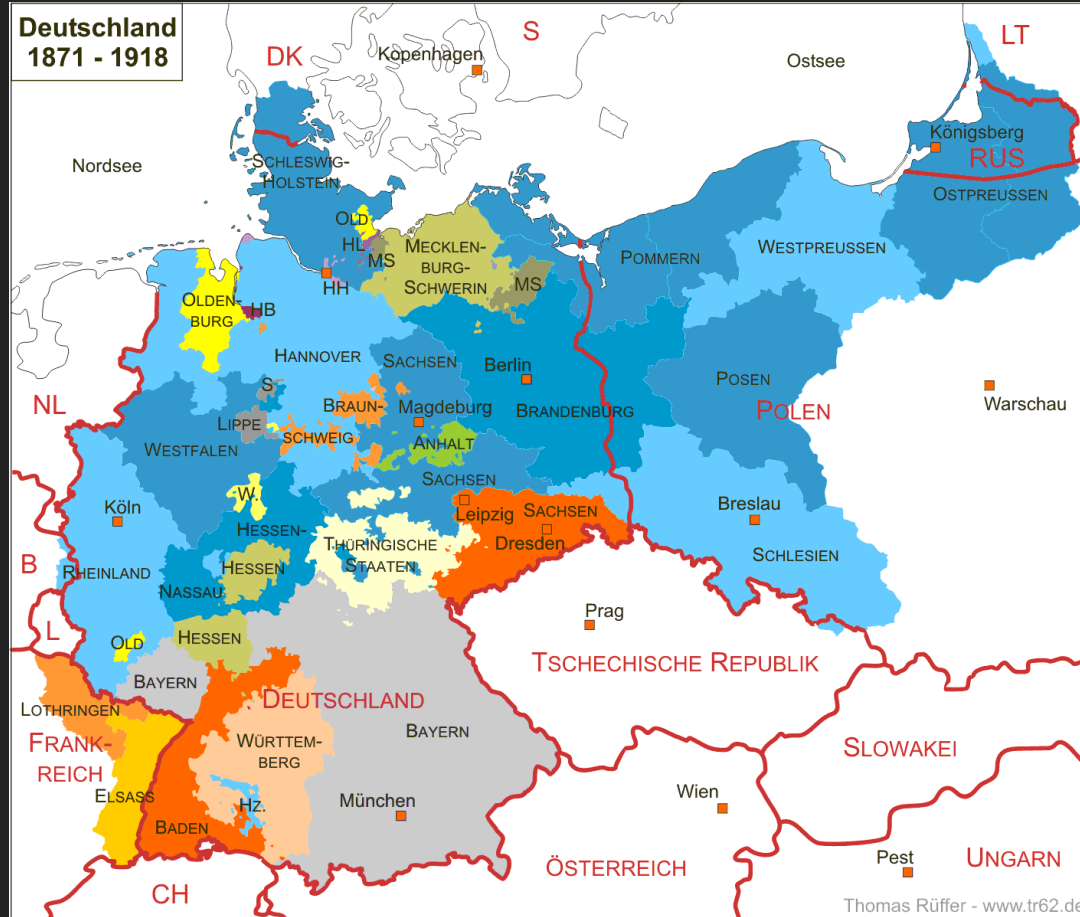 Deutschland
1871 - 1918
DK
S
LT
Kopenhagen
Ostsee
Nordsee
Königsberg
RUS
OSTPREUSSEN
SCHLESWIG-
HOLSTEIN
OLD
HL
MS
HH
MECKLEN-
BURG-
SCHWERIN
MS
POMMERN
WESTPREUSSEN
OLDEN-
BURG
HB
HANNOVER
SACHSEN
Berlin
BRANDENBURG
POSEN
POLEN
Warschau
NL
S
LIPPE
BRAUN-
SCHWEIG
Magdeburg
ANHALT
WESTFALEN
SACHSEN
W.
Köln
Leipzig
SACHSEN
Dresden
Breslau
SCHLESIEN
HESSEN-
NASSAU
HESSEN
THÜRINGISCHE
STAATEN
B
RHEINLAND
L
OLD
HESSEN
Prag
TSCHECHISCHE REPUBLIK
BAYERN
DEUTSCHLAND
LOTHRINGEN
FRANK-
REICH
BAYERN
WÜRTTEM-
BERG
SLOWAKEI
ELSASS
Hz.
München
Wien
BADEN
CH
ÖSTERREICH
Pest
UNGARN
Thomas Rüffer - www.tr62.de